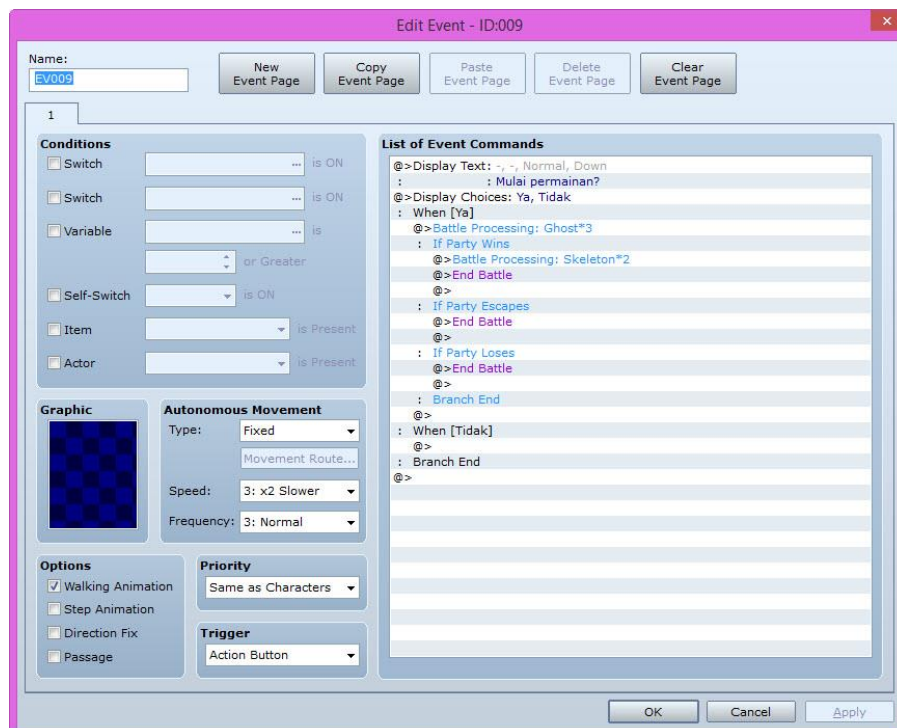 Edit Event - ID:009
Name:
EV009
New Event Page
Copy Event Page
Paste Event Page
Delete Event Page
Clear Event Page
1
Conditions
Switch ... is ON
Switch ... is ON
Variable ... is
or Greater
Self-Switch is ON
Item is Present
Actor is Present
Graphic
Autonomous Movement
Type: Fixed
Movement Route...
Speed: 3: x2 Slower
Frequency: 3: Normal
Options
Walking Animation
Step Animation
Direction Fix
Passage
Priority
Same as Characters
Trigger
Action Button
List of Event Commands
@>Display Text: -, -, Normal, Down
: : Mulai permainan?
@>Display Choices: Ya, Tidak
: When [Ya]
@>Battle Processing: Ghost*3
: If Party Wins
@>Battle Processing: Skeleton*2
@>End Battle
@>
: If Party Escapes
@>End Battle
@>
: If Party Loses
@>End Battle
@>
: Branch End
@>
: When [Tidak]
@>
: Branch End
@>
OK
Cancel
Apply